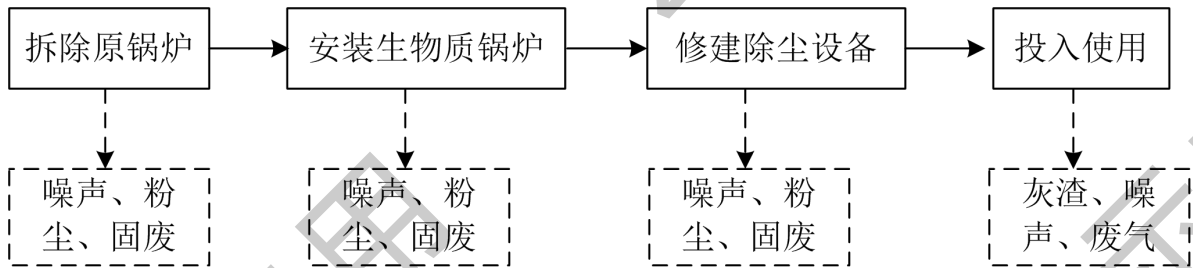 拆除原锅炉
安装生物质锅炉
修建除尘设备
投入使用
噪声、粉
尘、固废
噪声、粉
尘、固废
噪声、粉
尘、固废
灰渣、噪
声、废气